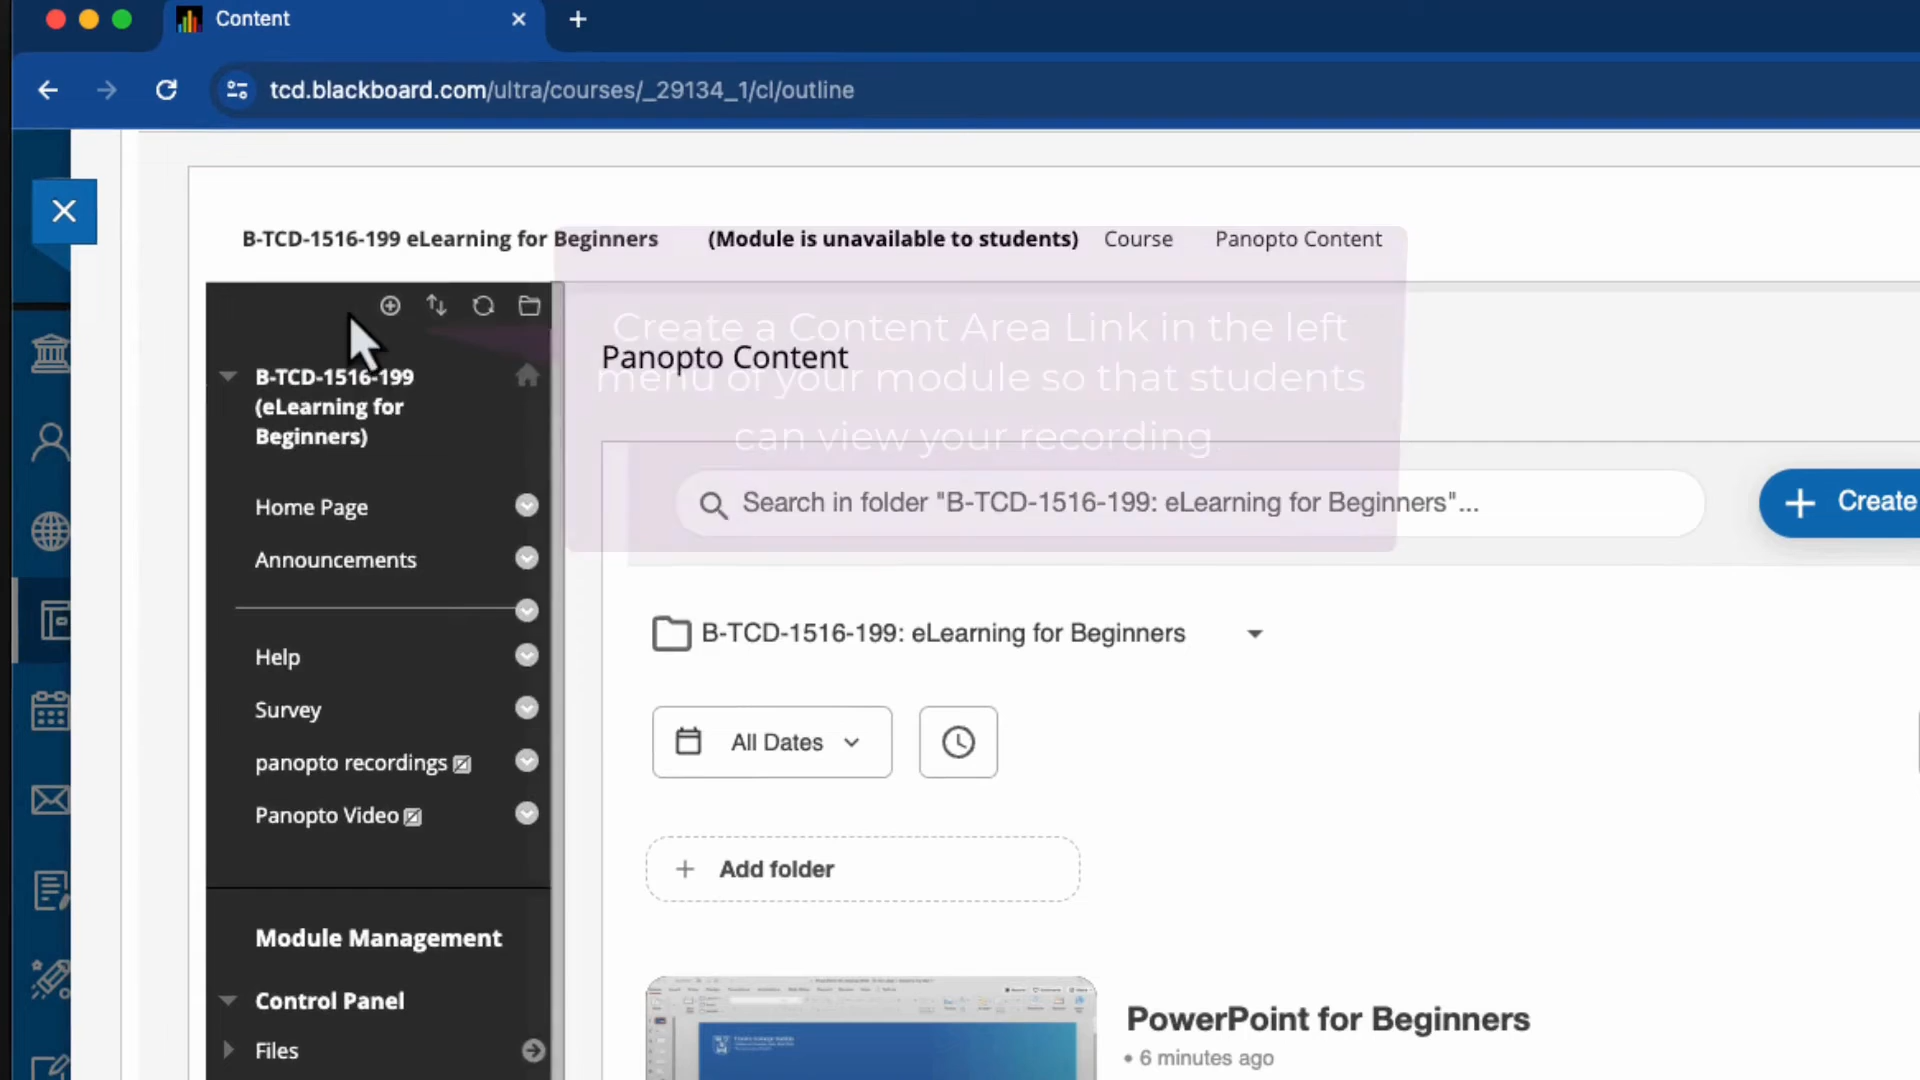 Content
tcd.blackboard.com/ultra/courses/_29134_1/cl/outline
B-TCD-1516-199 eLearning for Beginners (Module is unavailable to students) Course Panopto Content
Create a Content Area Link in the left
menu of your module so that students
can view your recording
Panopto Content
B-TCD-1516-199
(eLearning for
Beginners)
Home Page
Announcements
Help
Survey
panopto recordings
Panopto Video
Module Management
Control Panel
Files
Search in folder "B-TCD-1516-199: eLearning for Beginners"...
Create
B-TCD-1516-199: eLearning for Beginners
All Dates
Add folder
PowerPoint for Beginners
• 6 minutes ago